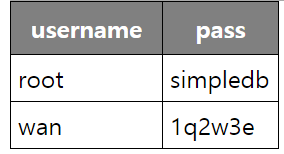 username pass
root simpledb
wan 1q2w3e